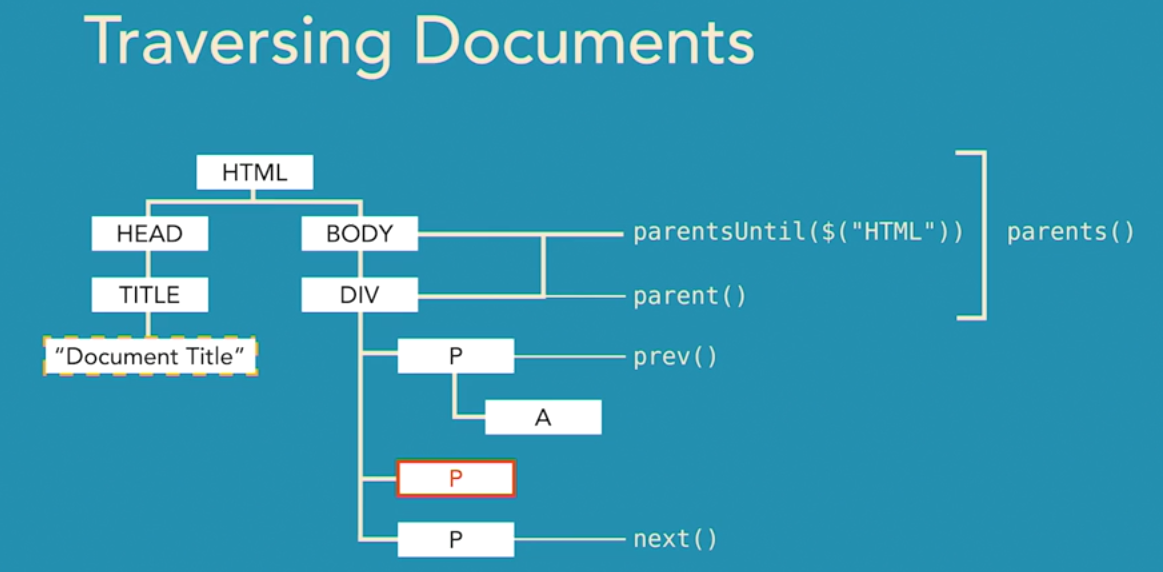 Traversing Documents
HTML
HEAD
BODY
parentsUntil($("HTML"))
parents()
TITLE
DIV
parent()
“Document Title”
P
prev()
A
P
P
next()